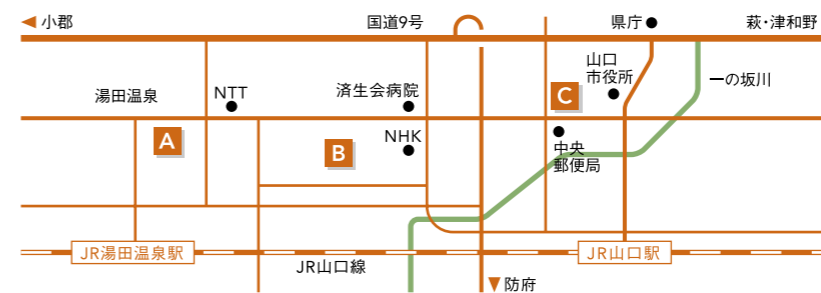 小郡
国道9号
県庁
萩・津和野
湯田温泉
NTT
済生会病院
C
山口
市役所
一の坂川
A
B
NHK
中央
郵便局
JR湯田温泉駅
JR山口線
JR山口駅
防府